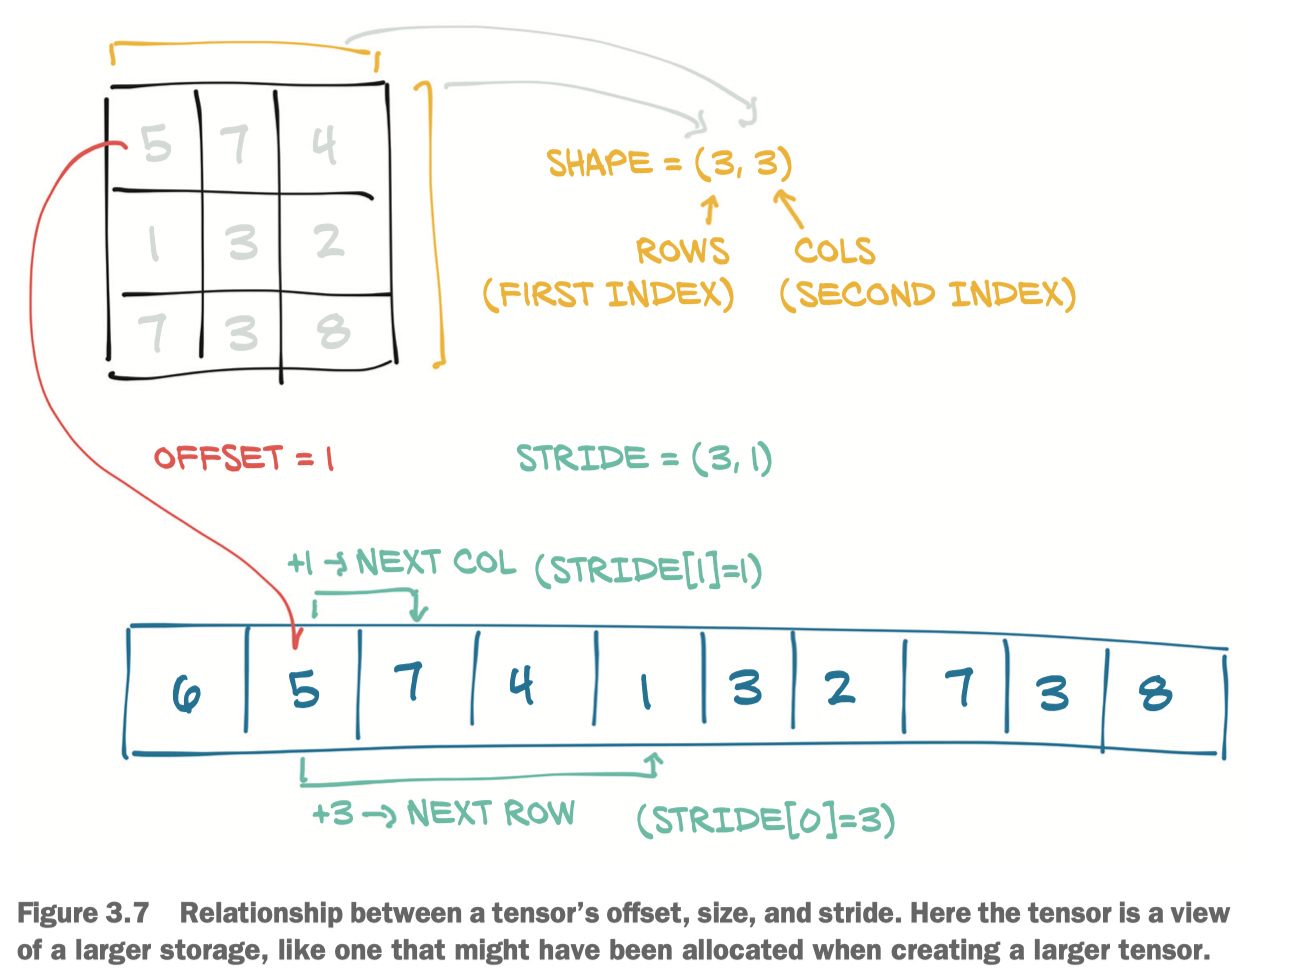 5 7 4
1 3 2
7 3 8
SHAPE = (3, 3)
ROWS COLS
(FIRST INDEX) (SECOND INDEX)
OFFSET = 1
STRIDE = (3, 1)
+1 → NEXT COL (STRIDE[1]=1)
6 5 7 4 1 3 2 7 3 8
+3 → NEXT ROW (STRIDE[0]=3)
Figure 3.7 Relationship between a tensor’s offset, size, and stride. Here the tensor is a view
of a larger storage, like one that might have been allocated when creating a larger tensor.